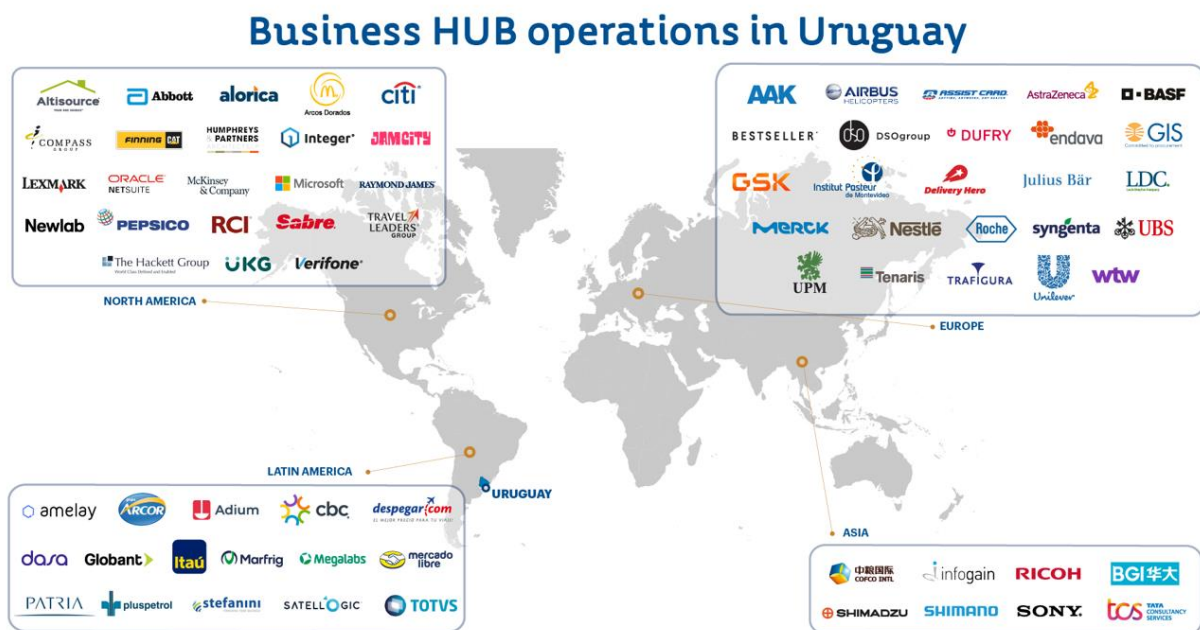 Business HUB operations in Uruguay
Altisource
Abbott
alorica
Arcos Dorados
citi
COMPASS
GROUP
FINNING CAT
HUMPHREYS
& PARTNERS
Integer
JAMCITY
LEXMARK
ORACLE
NETSUITE
McKinsey
& Company
Microsoft
RAYMOND JAMES
Newlab
PEPSICO
RCI
Sabre
TRAVEL
LEADERS
GROUP
The Hackett Group
UKG
Verifone
NORTH AMERICA
AAK
AIRBUS
HELICOPTERS
ASSIST CARD
AstraZeneca
BASF
BESTSELLER
dso DSOgroup
DUFRY
endava
GIS
GSK
Institut Pasteur
de Montevideo
Delivery Hero
Julius Bär
LDC.
MERCK
Nestlé
Roche
syngenta
UBS
UPM
Tenaris
TRAFIGURA
Unilever
wtw
EUROPE
LATIN AMERICA
URUGUAY
amelay
ARCOR
Adium
cbc
despegar.com
dasa
Globant
Itaú
Marfrig
Megalabs
mercado
libre
PATRIA
pluspetrol
stefanini
SATELLOGIC
TOTVS
ASIA
中粮国际
COFCO INTL
infogain
RICOH
BGI华大
SHIMADZU
SHIMANO
SONY
tcs TATA
CONSULTANCY
SERVICES